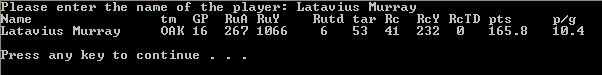 Please enter the name of the player: Latavius Murray
Name tm GP RuA RuY Rutd tar Rc RcY RcTD pts p/g
Latavius Murray OAK 16 267 1066 6 53 41 232 0 165.8 10.4
Press any key to continue . . .